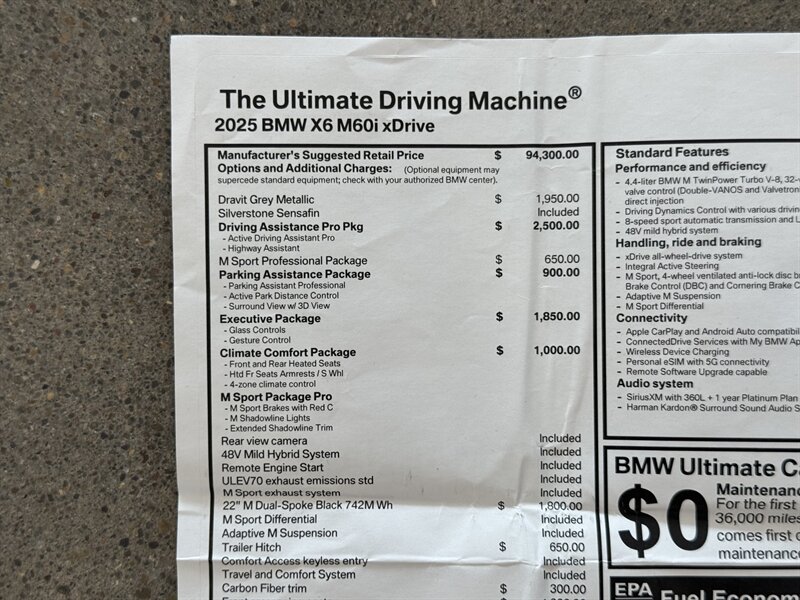 The Ultimate Driving Machine®
2025 BMW X6 M60i xDrive
Manufacturer's Suggested Retail Price $ 94,300.00
Options and Additional Charges: (Optional equipment may
supercede standard equipment; check with your authorized BMW center).
Dravit Grey Metallic $ 1,950.00
Silverstone Sensafin Included
Driving Assistance Pro Pkg $ 2,500.00
- Active Driving Assistant Pro
- Highway Assistant
M Sport Professional Package $ 650.00
Parking Assistance Package $ 900.00
- Parking Assistant Professional
- Active Park Distance Control
- Surround View w/ 3D View
Executive Package $ 1,850.00
- Glass Controls
- Gesture Control
Climate Comfort Package $ 1,000.00
- Front and Rear Heated Seats
- Htd Fr Seats Armrests / S Whl
- 4-zone climate control
M Sport Package Pro
- M Sport Brakes with Red C
- M Shadowline Lights
- Extended Shadowline Trim
Rear view camera Included
48V Mild Hybrid System Included
Remote Engine Start Included
ULEV70 exhaust emissions std Included
M Sport exhaust system Included
22" M Dual-Spoke Black 742M Wh $ 1,800.00
M Sport Differential Included
Adaptive M Suspension Included
Trailer Hitch $ 650.00
Comfort Access keyless entry Included
Travel and Comfort System Included
Carbon Fiber trim $ 300.00
Standard Features
Performance and efficiency
- 4.4-liter BMW M TwinPower Turbo V-8, 32-
valve control (Double-VANOS and Valvetron
direct injection
- Driving Dynamics Control with various drivin
- 8-speed sport automatic transmission and L
- 48V mild hybrid system
Handling, ride and braking
- xDrive all-wheel-drive system
- Integral Active Steering
- M Sport, 4-wheel ventilated anti-lock disc b
Brake Control (DBC) and Cornering Brake C
- Adaptive M Suspension
- M Sport Differential
Connectivity
- Apple CarPlay and Android Auto compatibil
- ConnectedDrive Services with My BMW Ap
- Wireless Device Charging
- Personal eSIM with 5G connectivity
- Remote Software Upgrade capable
Audio system
- SiriusXM with 360L + 1 year Platinum Plan
- Harman Kardon® Surround Sound Audio S
BMW Ultimate Ca
$0 Maintenanc
For the first
36,000 miles
comes first o
maintenance
EPA Fuel Econom